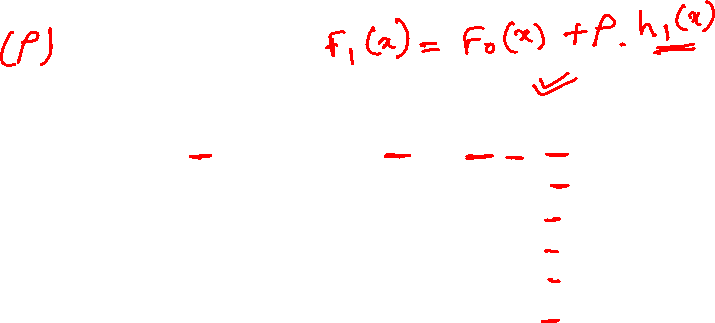 (ρ) F₁(x) = F₀(x) + ρ. h₁(x)